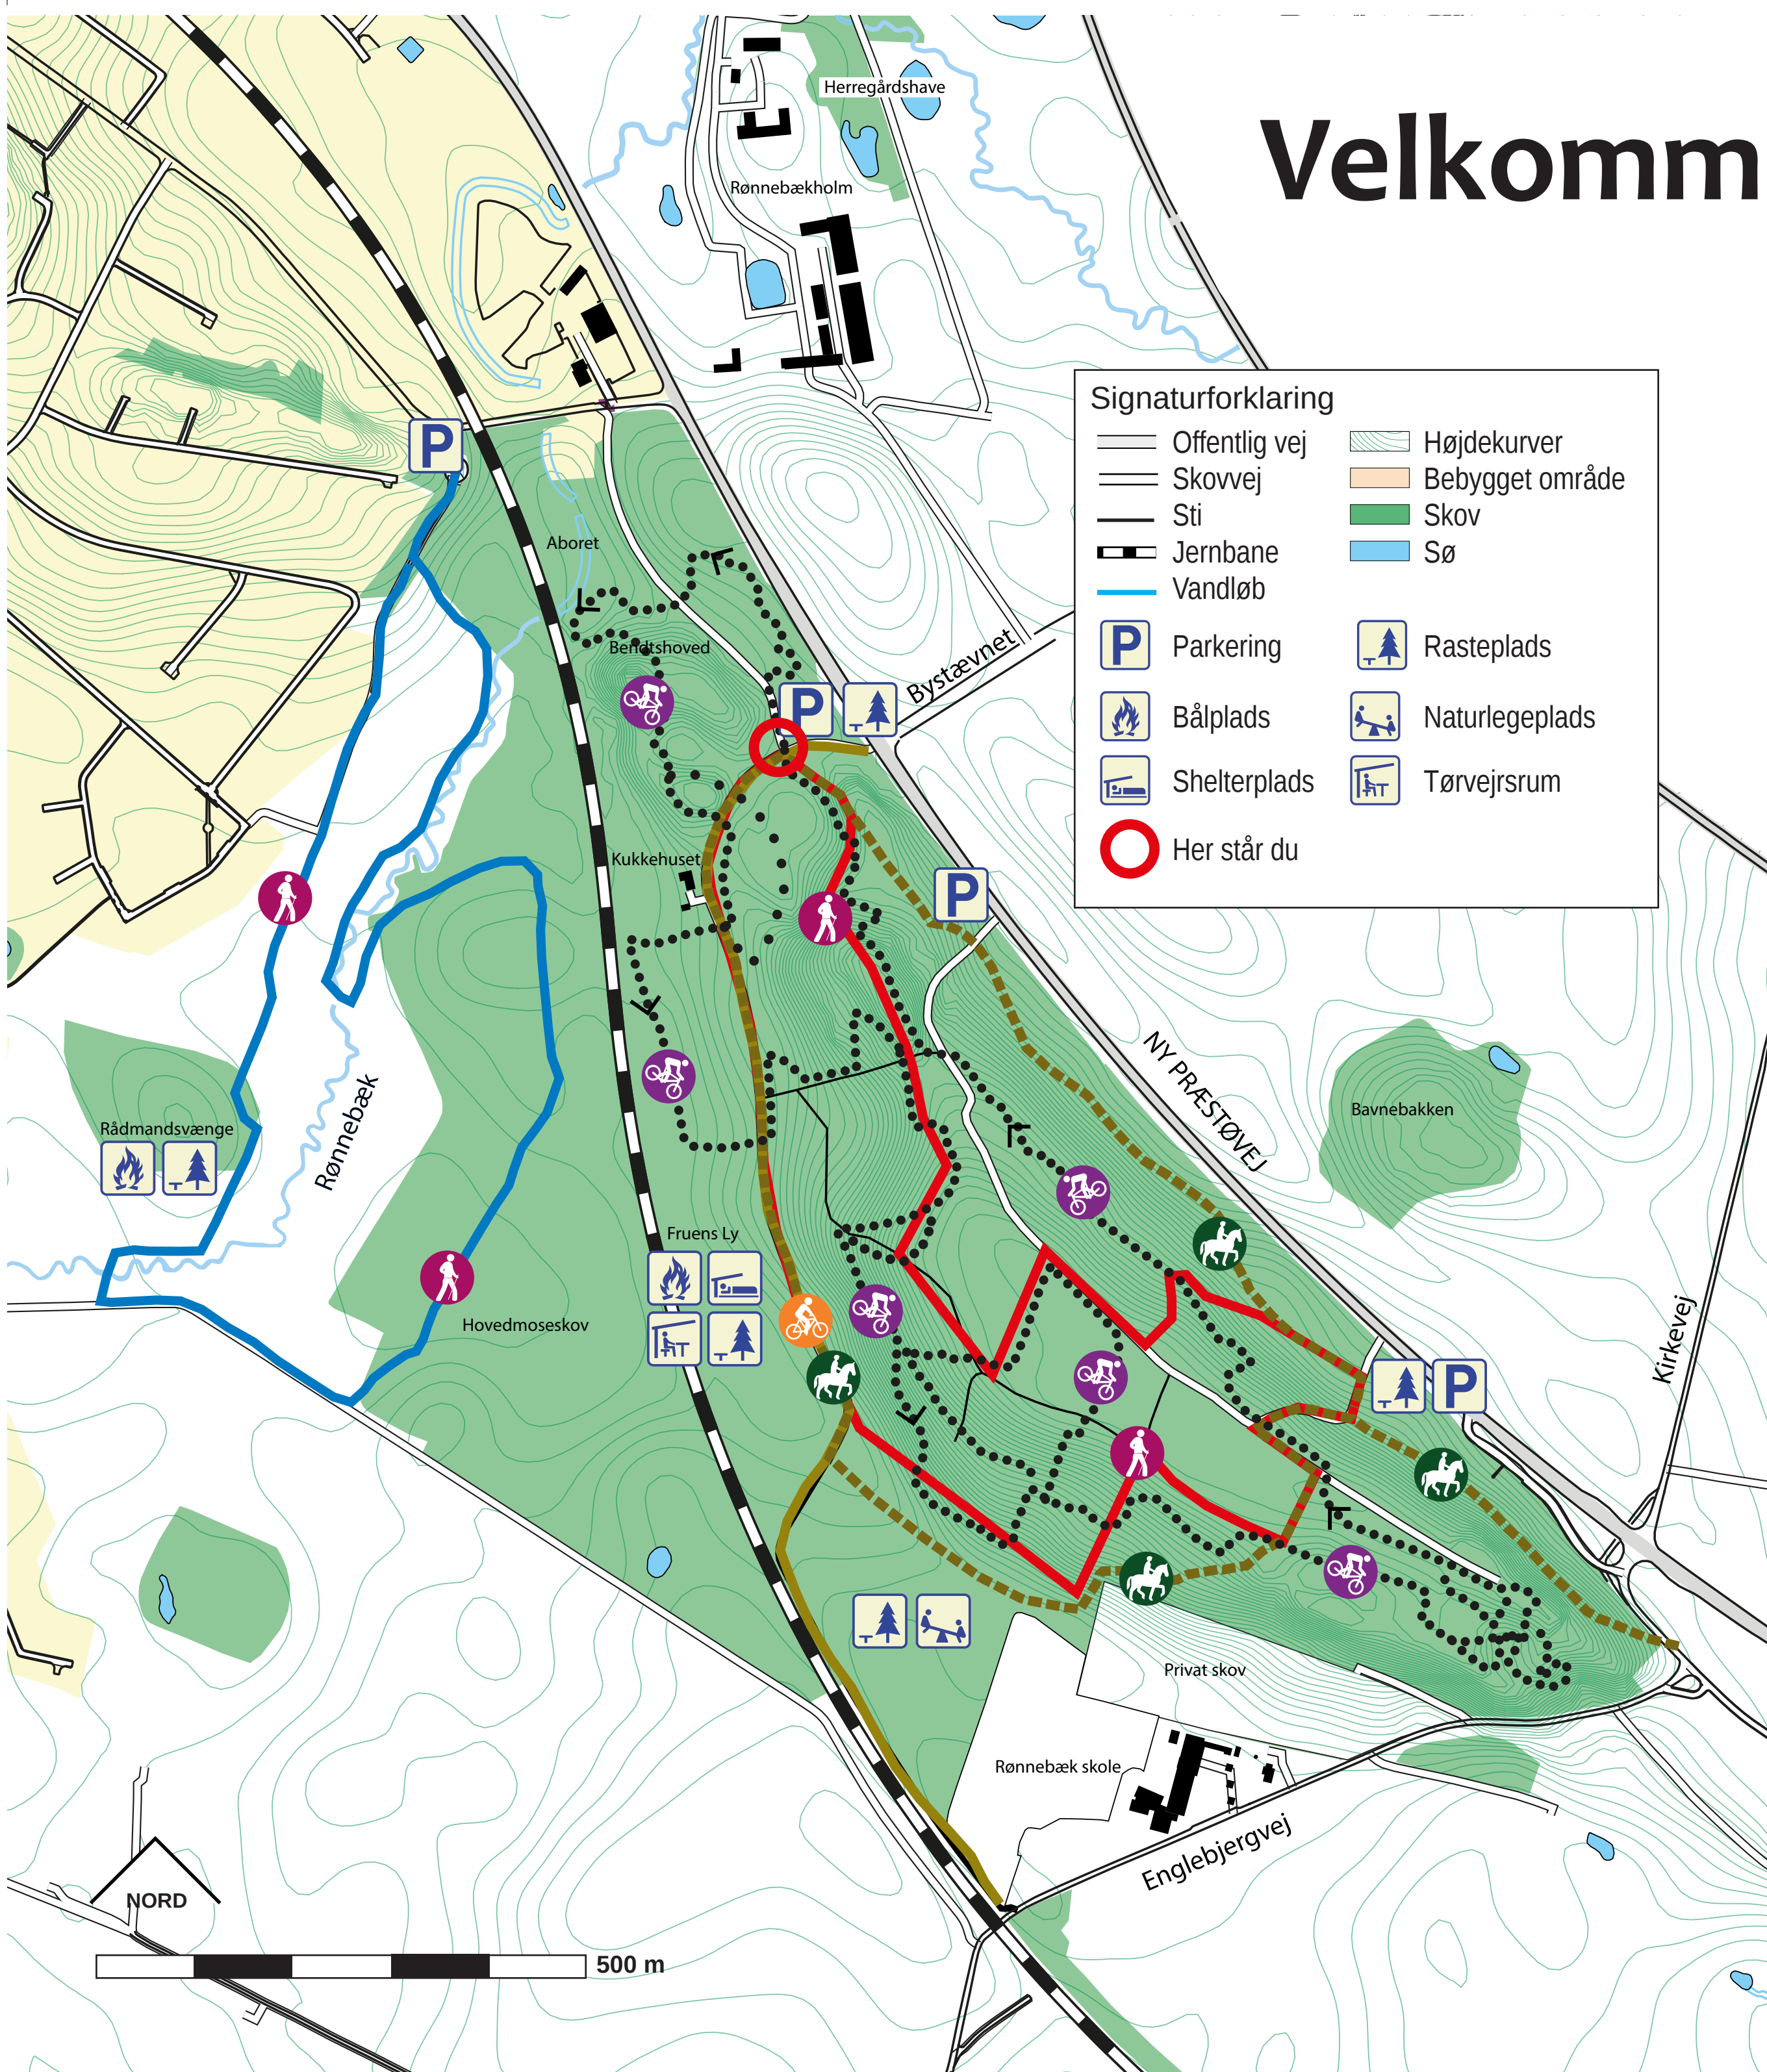 Velkomm
Herregårdshave
Rønnebækholm
Signaturforklaring
Offentlig vej
Højdekurver
Skovvej
Bebygget område
Sti
Skov
Jernbane
Sø
Vandløb
P
Parkering
Rasteplads
Bålplads
Naturlegeplads
Shelterplads
Tørvejrsrum
Her står du
P
Aboret
Bendtshoved
Bystævnet
P
Kukkehuset
P
NY PRÆSTØVEJ
Bavnebakken
Rådmandsvænge
Rønnebæk
Fruens Ly
Hovedmoseskov
Kirkevej
P
Privat skov
Rønnebæk skole
Englebjergvej
NORD
500 m